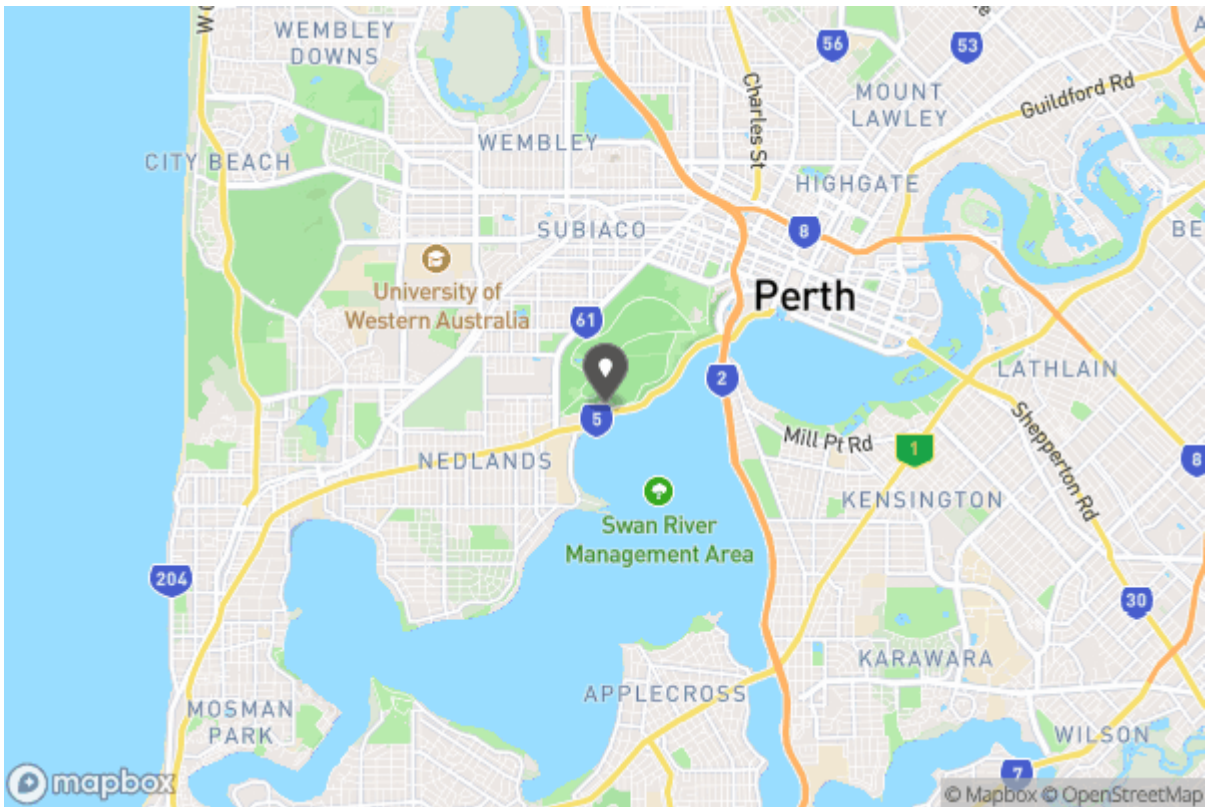 WEMBLEY
DOWNS
56
53
Charles St
MOUNT
LAWLEY
Guildford Rd
WEMBLEY
CITY BEACH
HIGHGATE
SUBIACO
8
BE
University of
Western Australia
Perth
61
2
LATHLAIN
5
Mill Pt Rd
1
Shepperton Rd
8
NEDLANDS
KENSINGTON
Swan River
Management Area
204
30
KARAWARA
APPLECROSS
MOSMAN
PARK
WILSON
7
mapbox
© Mapbox © OpenStreetMap